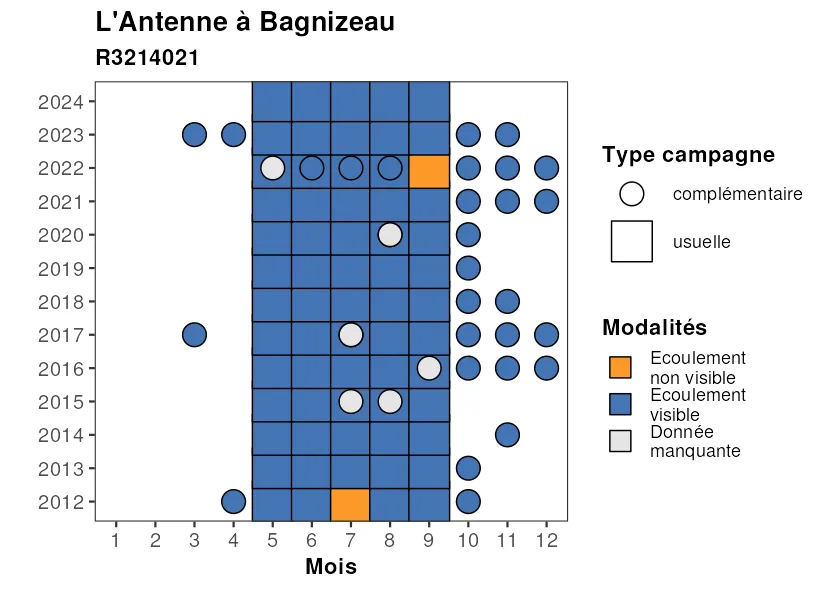 L'Antenne à Bagnizeau
R3214021
2024
2023
2022
2021
2020
2019
2018
2017
2016
2015
2014
2013
2012
1 2 3 4 5 6 7 8 9 10 11 12
Mois
Type campagne
complémentaire
usuelle
Modalités
Ecoulement
non visible
Ecoulement
visible
Donnée
manquante